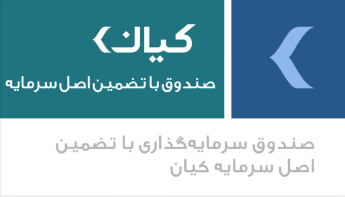 کیان
صندوق با تضمین اصل سرمایه
صندوق سرمایه‌گذاری با تضمین
اصل سرمایه کیان